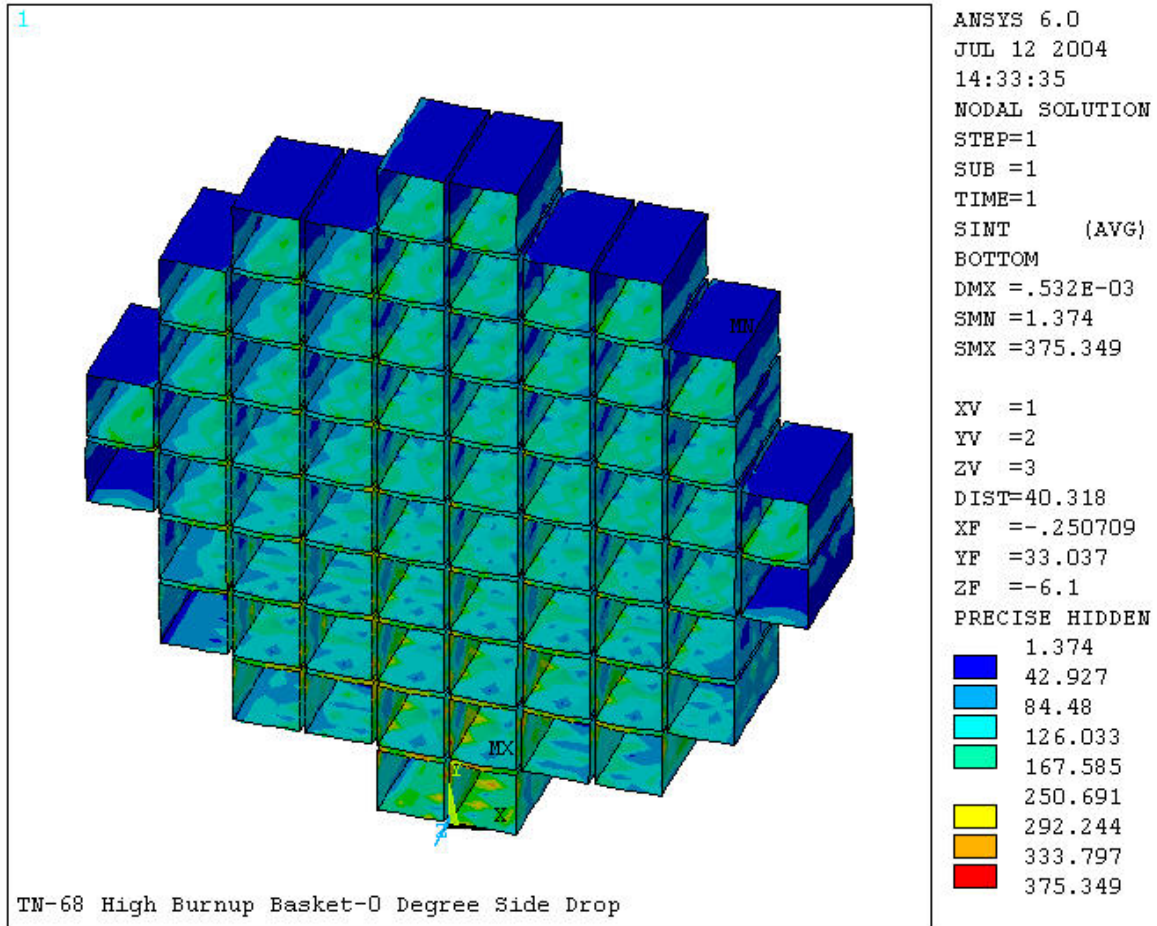 1
ANSYS 6.0
JUL 12 2004
14:33:35
NODAL SOLUTION
STEP=1
SUB =1
TIME=1
SINT (AVG)
BOTTOM
DMX =.532E-03
SMN =1.374
SMX =375.349
XV =1
YV =2
ZV =3
DIST=40.318
XF =-.250709
YF =33.037
ZF =-6.1
PRECISE HIDDEN
1.374
42.927
84.48
126.033
167.585
250.691
292.244
333.797
375.349
MN
MX
Y
X
Z
TN-68 High Burnup Basket-0 Degree Side Drop